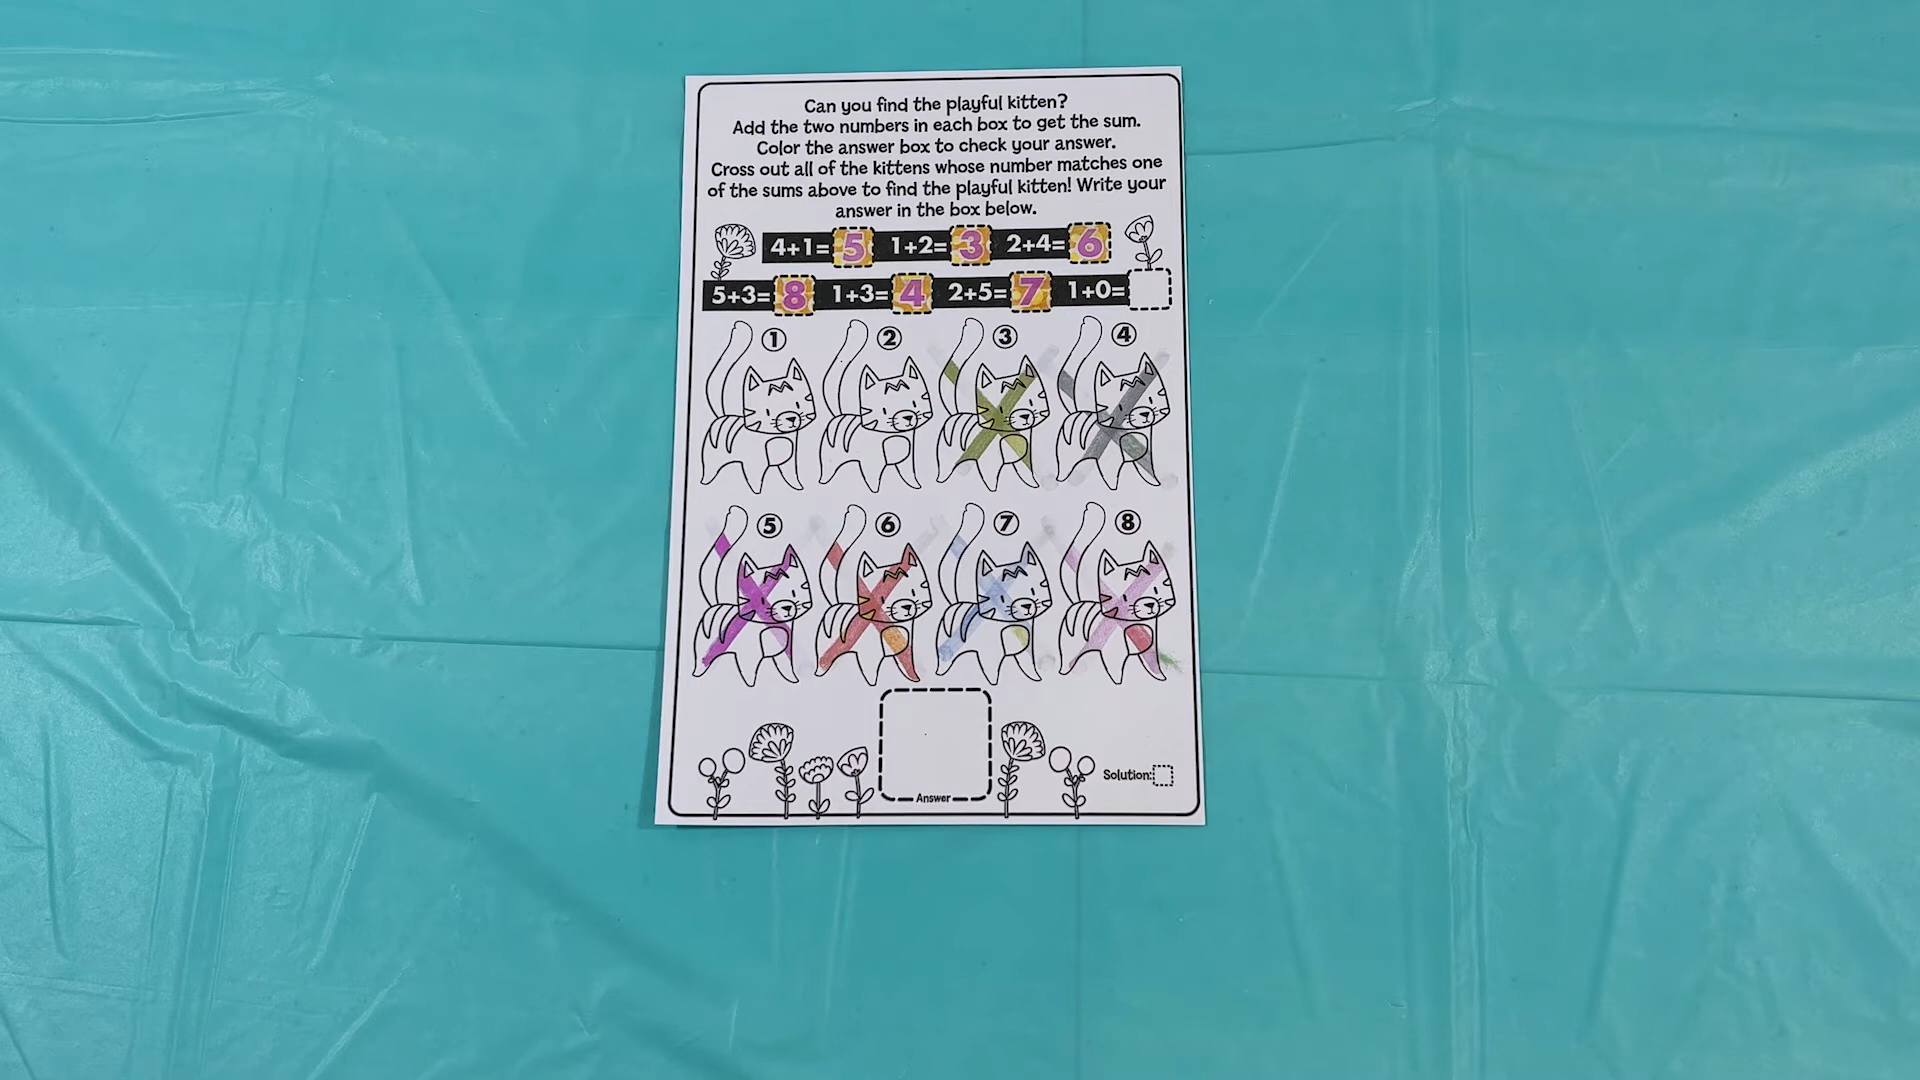 Can you find the playful kitten?
Add the two numbers in each box to get the sum.
Color the answer box to check your answer.
Cross out all of the kittens whose number matches one
of the sums above to find the playful kitten! Write your
answer in the box below.
4+1= 5 1+2= 3 2+4= 6
5+3= 8 1+3= 4 2+5= 7 1+0=
1 2 3 4
5 6 7 8
Solution:
Answer